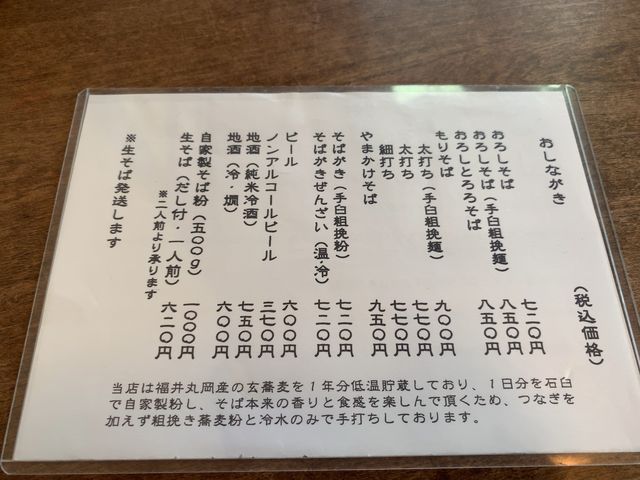 おしながき (税込価格)
おろしそば 七二〇円
おろしそば(手臼粗挽麺) 八五〇円
おろしとろろそば 八五〇円
もりそば
太打ち(手臼粗挽麺) 九〇〇円
太打ち 七七〇円
細打ち 七七〇円
やまかけそば 九五〇円
そばがき(手臼粗挽粉) 七二〇円
そばがきぜんざい(温・冷) 七二〇円
ビール 六〇〇円
ノンアルコールビール 三七〇円
地酒(純米冷酒) 七五〇円
地酒(冷・燗) 六〇〇円
自家製そば粉(五〇〇g) 一〇〇〇円
生そば(だし付・一人前) 六二〇円
※二人前より承ります
※生そば発送します
当店は福井丸岡産の玄蕎麦を1年分低温貯蔵しており、1日分を石臼
で自家製粉し、そば本来の香りと食感を楽しんで頂くため、つなぎを
加えず粗挽き蕎麦粉と冷水のみで手打ちしております。